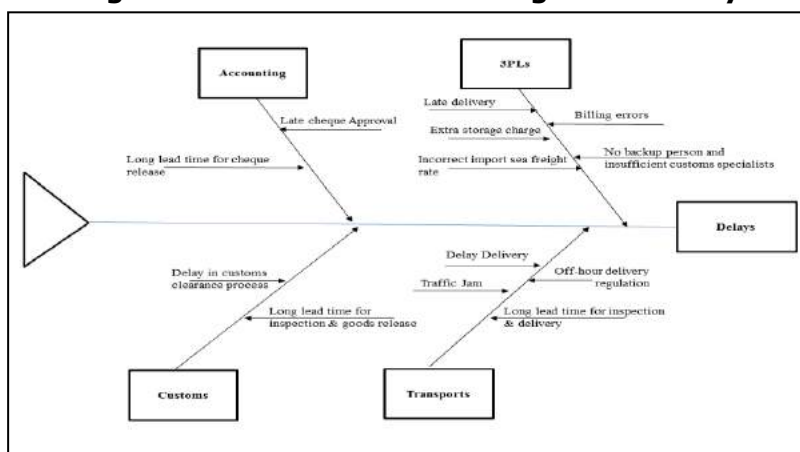 Accounting
3PLs
Late cheque Approval
Long lead time for cheque
release
Late delivery
Billing errors
Extra storage charge
Incorrect import sea freight
rate
No backup person and
insufficient customs specialists
Delays
Delay in customs
clearance process
Long lead time for
inspection & goods release
Delay Delivery
Off-hour delivery
regulation
Traffic Jam
Long lead time for inspection
& delivery
Customs
Transports